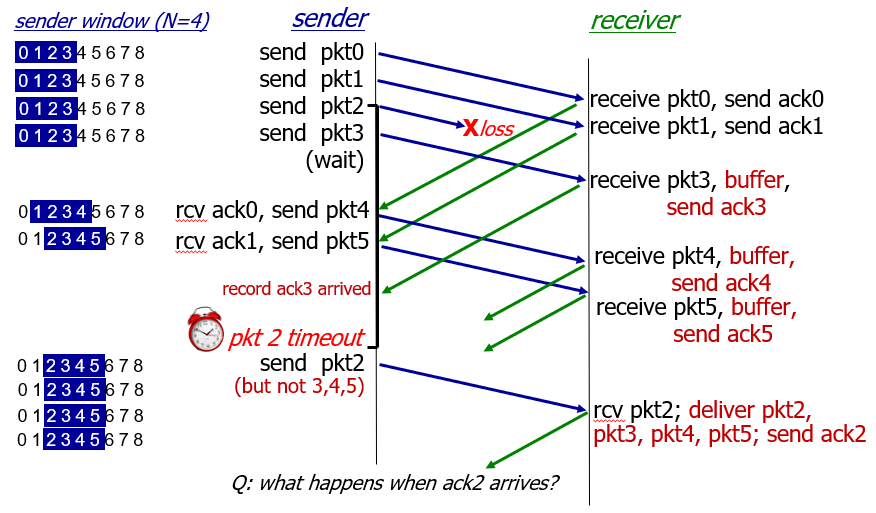 sender window (N=4)
sender
receiver
0 1 2 3 4 5 6 7 8
send pkt0
0 1 2 3 4 5 6 7 8
send pkt1
0 1 2 3 4 5 6 7 8
send pkt2
0 1 2 3 4 5 6 7 8
send pkt3
(wait)
X loss
receive pkt0, send ack0
receive pkt1, send ack1
receive pkt3, buffer,
send ack3
0 1 2 3 4 5 6 7 8
rcv ack0, send pkt4
0 1 2 3 4 5 6 7 8
rcv ack1, send pkt5
record ack3 arrived
receive pkt4, buffer,
send ack4
receive pkt5, buffer,
send ack5
pkt 2 timeout
0 1 2 3 4 5 6 7 8
send pkt2
0 1 2 3 4 5 6 7 8
(but not 3,4,5)
0 1 2 3 4 5 6 7 8
0 1 2 3 4 5 6 7 8
rcv pkt2; deliver pkt2,
pkt3, pkt4, pkt5; send ack2
Q: what happens when ack2 arrives?